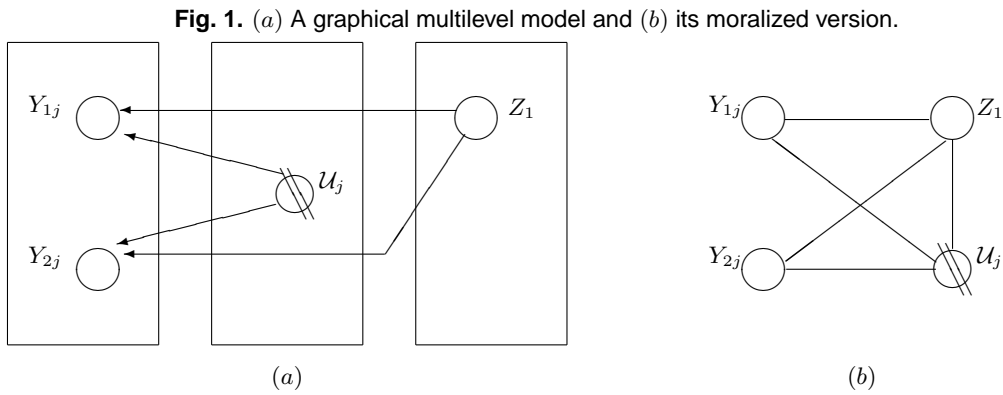 Fig. 1. (a) A graphical multilevel model and (b) its moralized version.
Y₁ⱼ
Z₁
𝒰ⱼ
Y₂ⱼ
(a)
Y₁ⱼ
Z₁
Y₂ⱼ
𝒰ⱼ
(b)